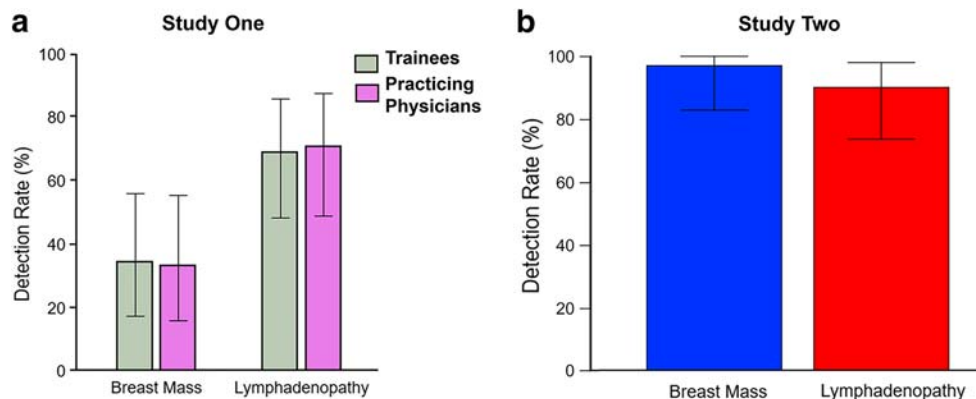 a
Study One
100
80
60
40
20
0
Detection Rate (%)
Trainees
Practicing
Physicians
Breast Mass
Lymphadenopathy
b
Study Two
100
80
60
40
20
0
Detection Rate (%)
Breast Mass
Lymphadenopathy